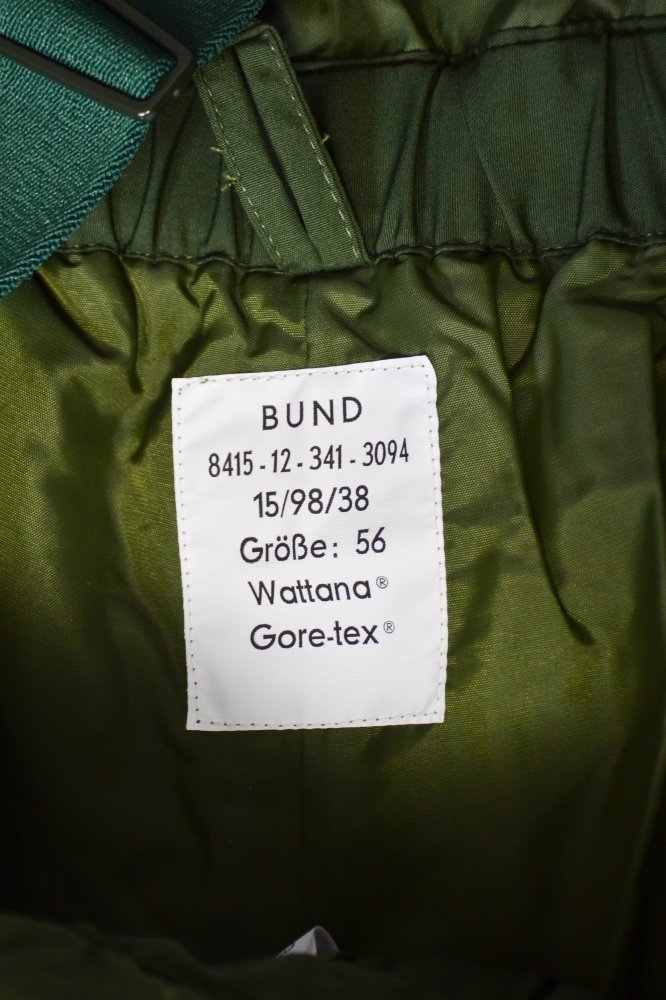 BUND
8415-12-341-3094
15/98/38
Größe: 56
Wattana®
Gore-tex®